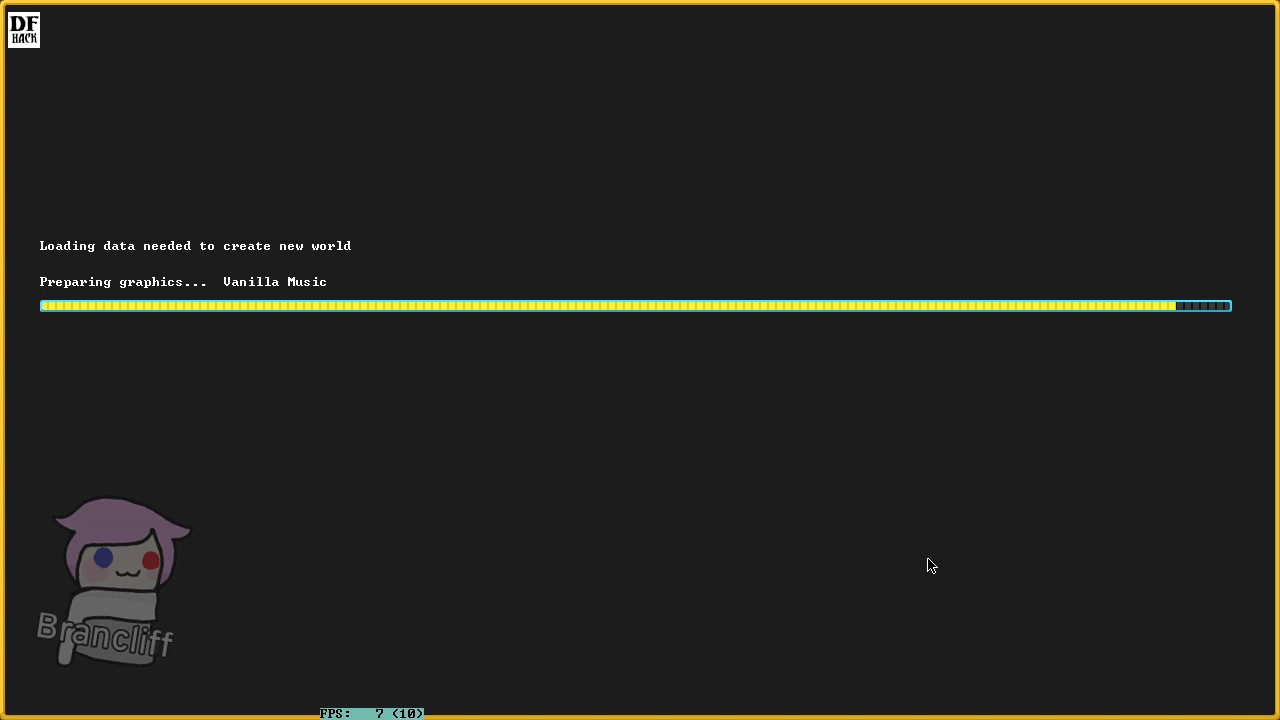 DF
HACK
Loading data needed to create new world
Preparing graphics...  Vanilla Music
Brancliff
FPS:   7 (10)